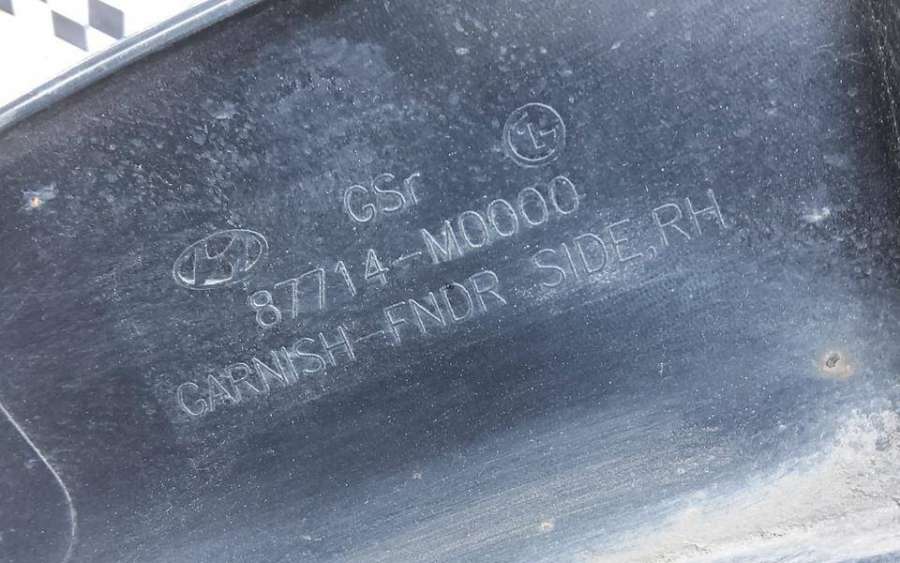 GSr
87714-M0000
GARNISH-FNDR SIDE,RH